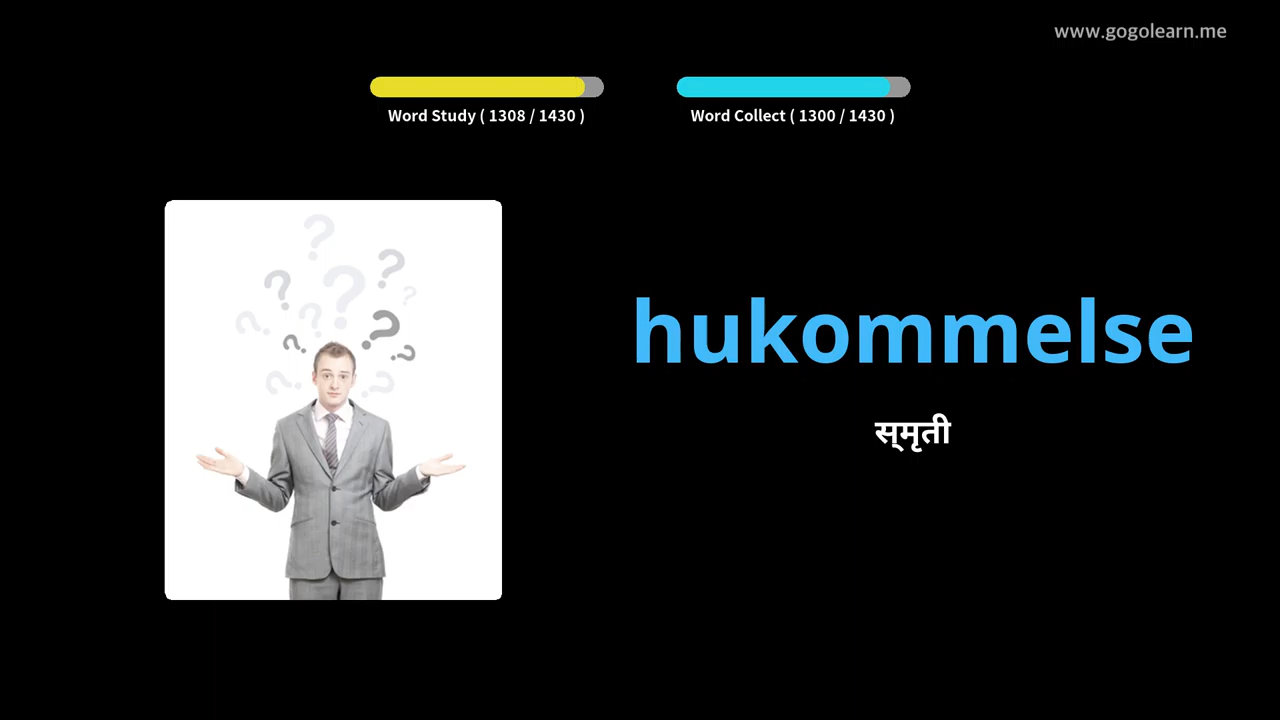 www.gogolearn.me
Word Study ( 1308 / 1430 )
Word Collect ( 1300 / 1430 )
hukommelse
स्मृती